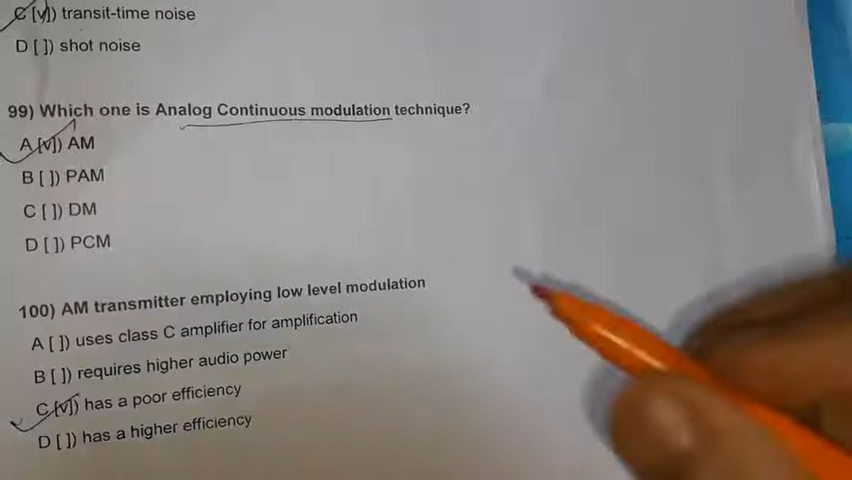 C [v]) transit-time noise
D [ ]) shot noise
99) Which one is Analog Continuous modulation technique?
A [v]) AM
B [ ]) PAM
C [ ]) DM
D [ ]) PCM
100) AM transmitter employing low level modulation
A [ ]) uses class C amplifier for amplification
B [ ]) requires higher audio power
C [v]) has a poor efficiency
D [ ]) has a higher efficiency